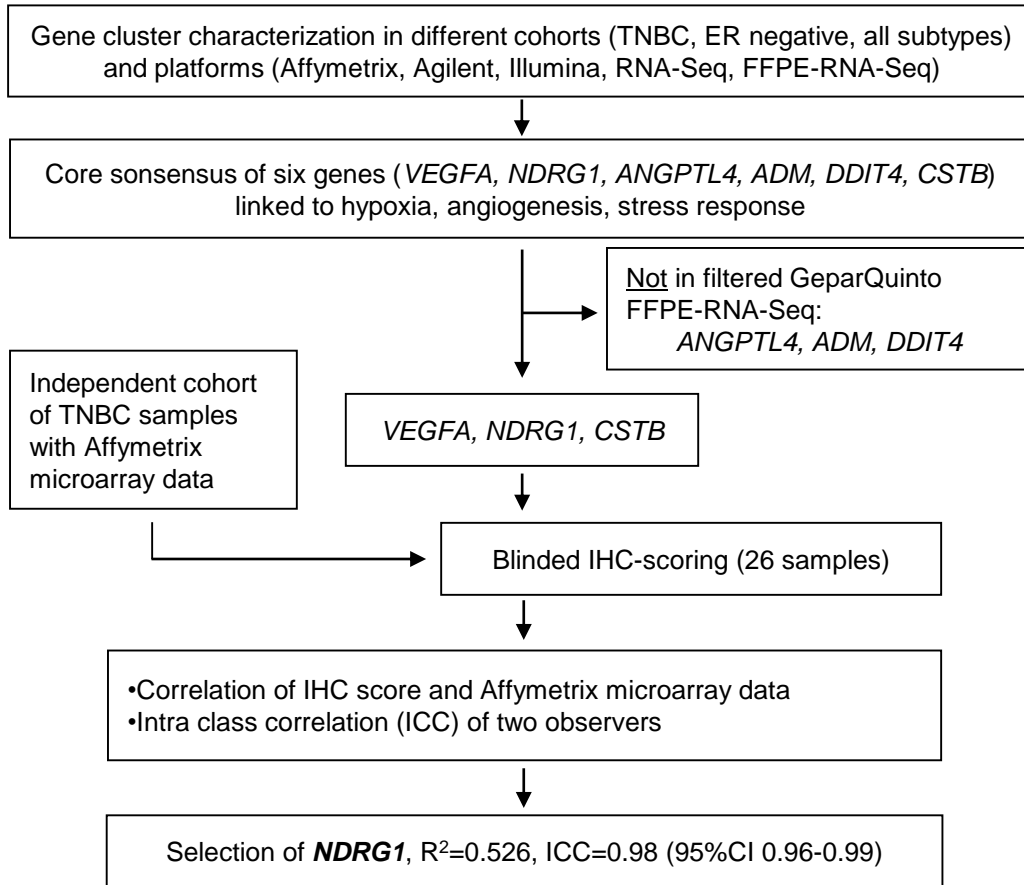 Gene cluster characterization in different cohorts (TNBC, ER negative, all subtypes)
and platforms (Affymetrix, Agilent, Illumina, RNA-Seq, FFPE-RNA-Seq)
Core sonsensus of six genes (VEGFA, NDRG1, ANGPTL4, ADM, DDIT4, CSTB)
linked to hypoxia, angiogenesis, stress response
Not in filtered GeparQuinto
FFPE-RNA-Seq:
ANGPTL4, ADM, DDIT4
Independent cohort
of TNBC samples
with Affymetrix
microarray data
VEGFA, NDRG1, CSTB
Blinded IHC-scoring (26 samples)
•Correlation of IHC score and Affymetrix microarray data
•Intra class correlation (ICC) of two observers
Selection of NDRG1, R²=0.526, ICC=0.98 (95%CI 0.96-0.99)